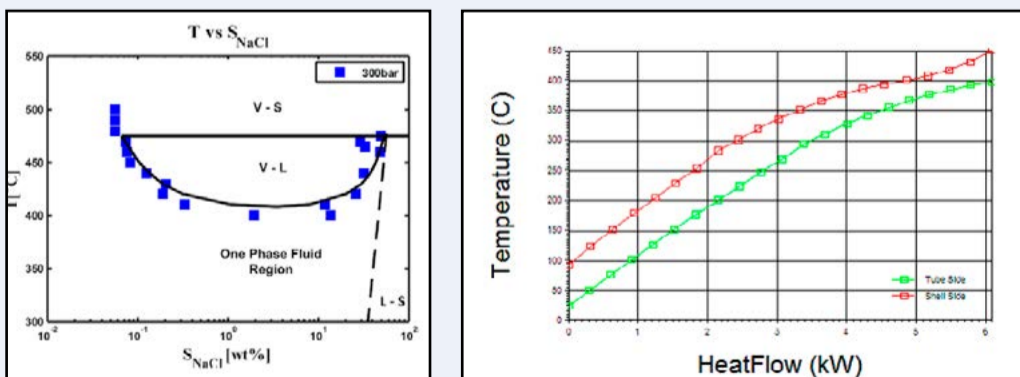 T vs S_NaCl
550
500
450
400
350
300
T [°C]
300bar
V - S
V - L
One Phase Fluid
Region
L - S
10^-2
10^-1
10^0
10^1
10^2
S_NaCl [wt%]
450
400
350
300
250
200
150
100
50
0
Temperature (C)
Tube Side
Shell Side
0
1
2
3
4
5
6
HeatFlow (kW)